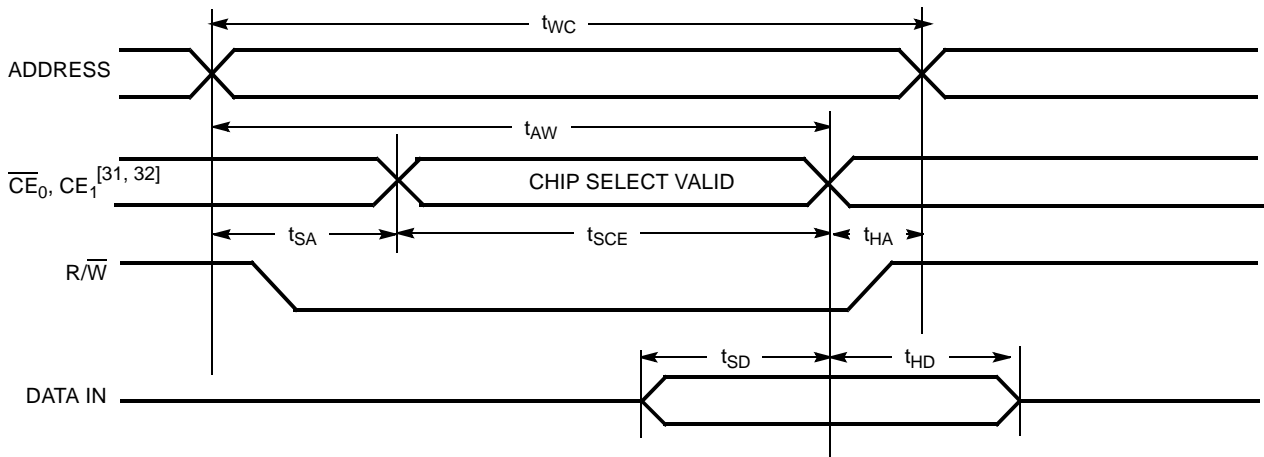 tWC
ADDRESS
tAW
CE0, CE1[31, 32]
CHIP SELECT VALID
tSA
tSCE
tHA
R/W
tSD
tHD
DATA IN